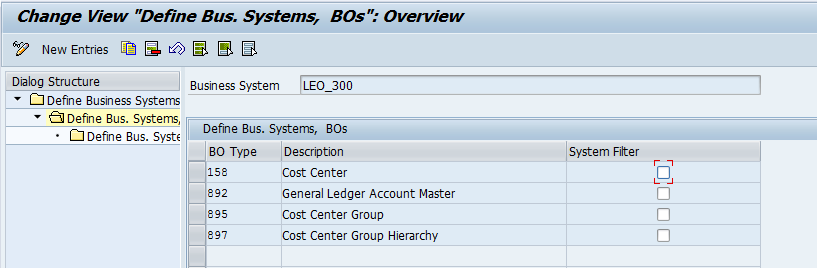 Change View "Define Bus. Systems, BOs": Overview
New Entries
Dialog Structure
Define Business Systems
Define Bus. Systems,
Define Bus. Syste
Business System LEO_300
Define Bus. Systems, BOs
BO Type Description System Filter
158 Cost Center
892 General Ledger Account Master
895 Cost Center Group
897 Cost Center Group Hierarchy